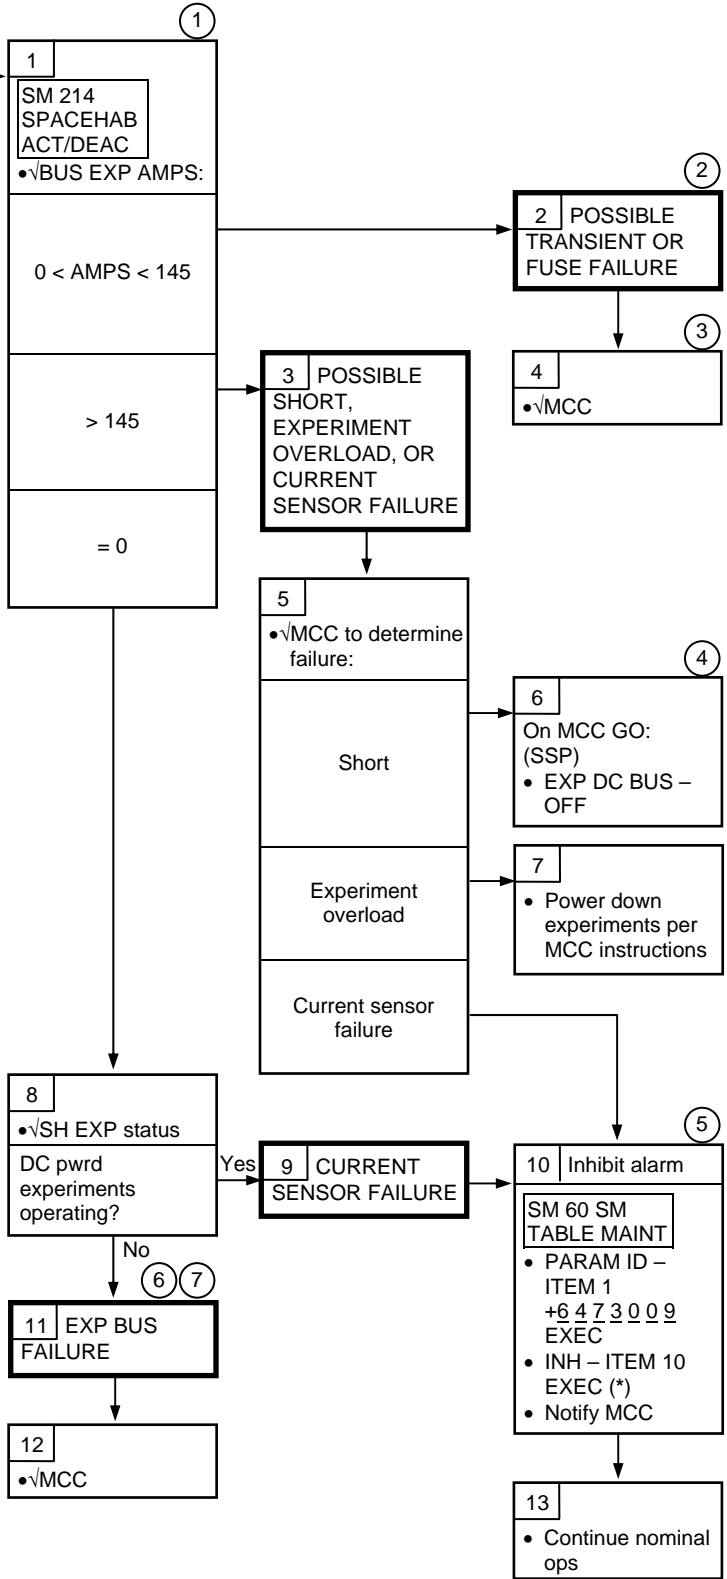 1
1
SM 214
SPACEHAB
ACT/DEAC
•√BUS EXP AMPS:
0 < AMPS < 145
> 145
= 0
2
2 POSSIBLE
TRANSIENT OR
FUSE FAILURE
3
4
•√MCC
3 POSSIBLE
SHORT,
EXPERIMENT
OVERLOAD, OR
CURRENT
SENSOR FAILURE
5
•√MCC to determine
failure:
Short
Experiment
overload
Current sensor
failure
4
6
On MCC GO:
(SSP)
• EXP DC BUS –
OFF
7
• Power down
experiments per
MCC instructions
8
•√SH EXP status
DC pwrd
experiments
operating?
Yes
No
9 CURRENT
SENSOR FAILURE
5
10 Inhibit alarm
SM 60 SM
TABLE MAINT
• PARAM ID –
ITEM 1
+6 4 7 3 0 0 9
EXEC
• INH – ITEM 10
EXEC (*)
• Notify MCC
6 7
11 EXP BUS
FAILURE
12
•√MCC
13
• Continue nominal
ops